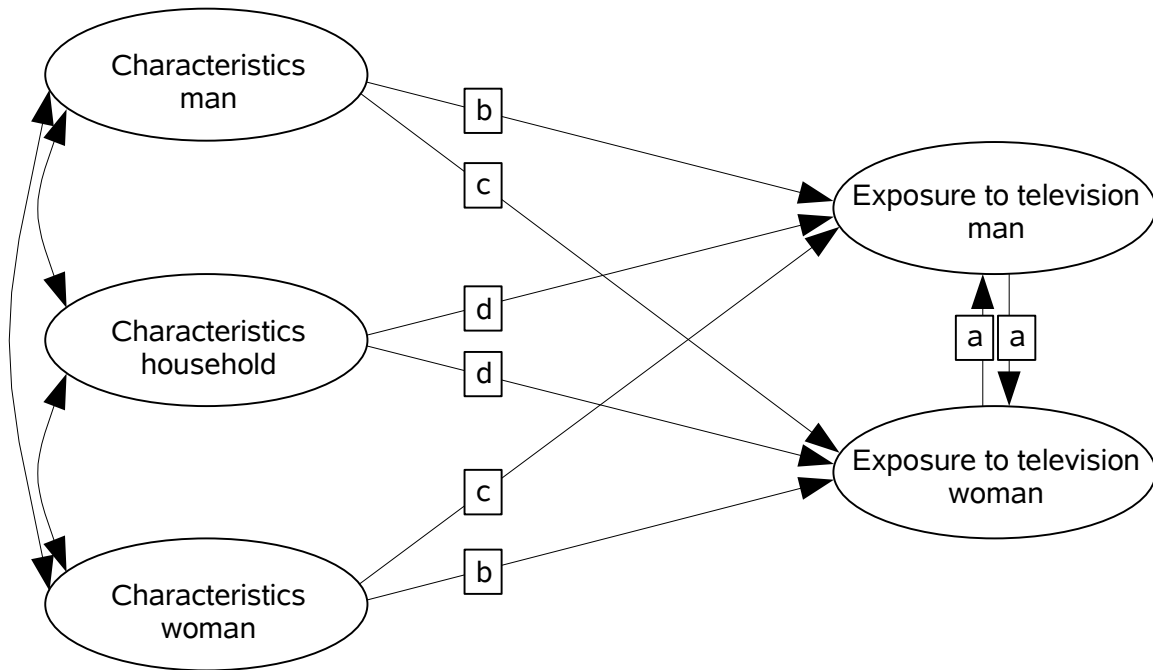 Characteristics
man
b
c
Exposure to television
man
Characteristics
household
d
d
a
a
Exposure to television
woman
c
b
Characteristics
woman